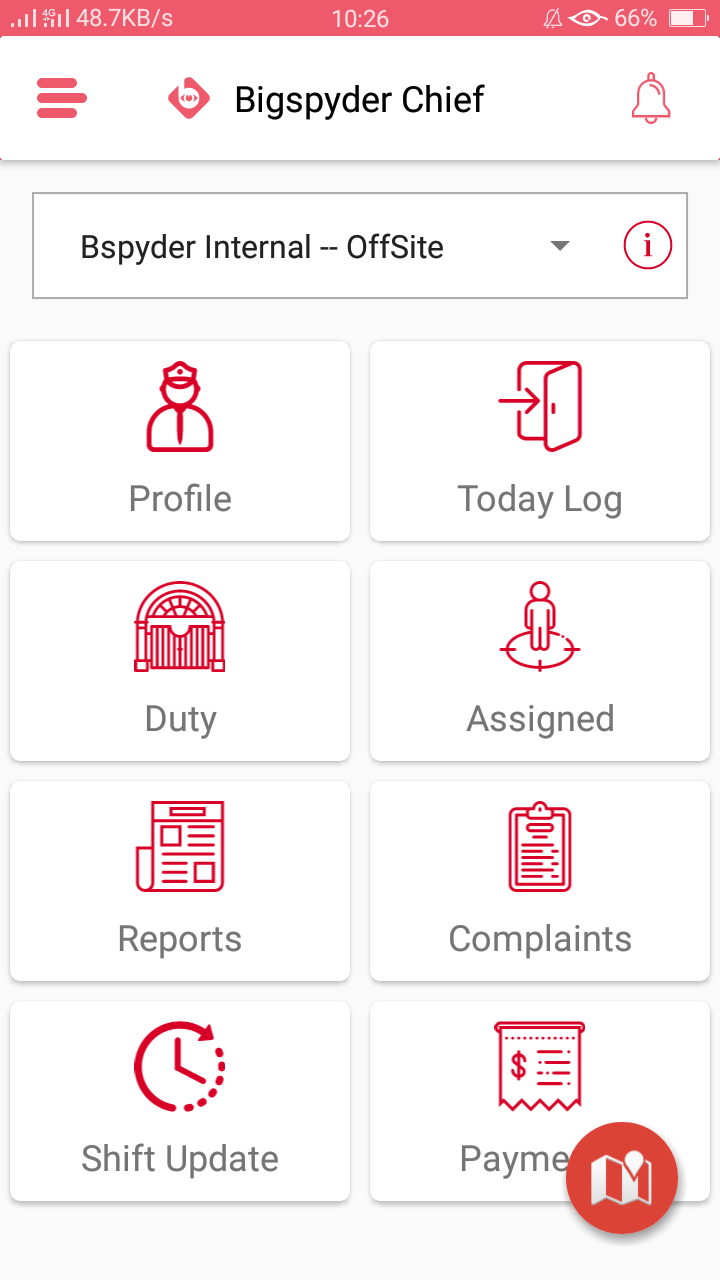 4G 48.7KB/s 10:26 66%
Bigspyder Chief
Bspyder Internal -- OffSite i
Profile Today Log
Duty Assigned
Reports Complaints
$
Shift Update Payme